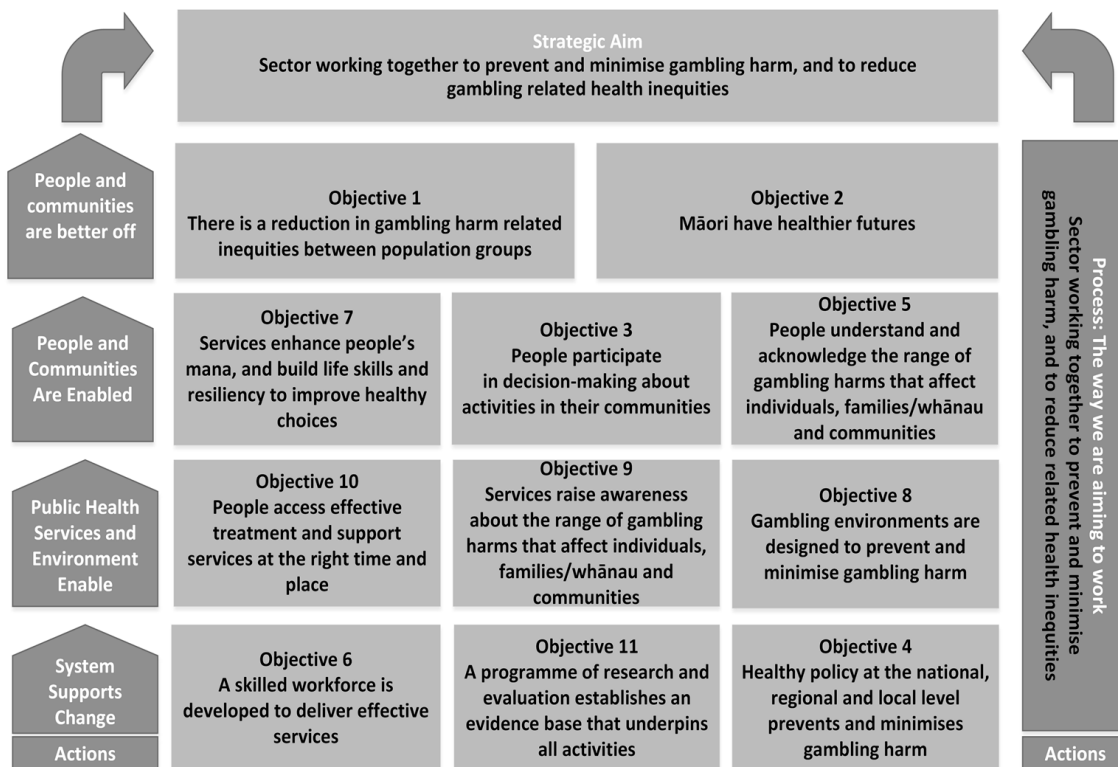 Strategic Aim
Sector working together to prevent and minimise gambling harm, and to reduce
gambling related health inequities
People and
communities
are better off
Objective 1
There is a reduction in gambling harm related
inequities between population groups
Objective 2
Māori have healthier futures
People and
Communities
Are Enabled
Objective 7
Services enhance people’s
mana, and build life skills and
resiliency to improve healthy
choices
Objective 3
People participate
in decision-making about
activities in their communities
Objective 5
People understand and
acknowledge the range of
gambling harms that affect
individuals, families/whānau
and communities
Public Health
Services and
Environment
Enable
Objective 10
People access effective
treatment and support
services at the right time and
place
Objective 9
Services raise awareness
about the range of gambling
harms that affect individuals,
families/whānau and
communities
Objective 8
Gambling environments are
designed to prevent and
minimise gambling harm
System
Supports
Change
Objective 6
A skilled workforce is
developed to deliver effective
services
Objective 11
A programme of research and
evaluation establishes an
evidence base that underpins
all activities
Objective 4
Healthy policy at the national,
regional and local level
prevents and minimises
gambling harm
Actions
Process: The way we are aiming to work
Sector working together to prevent and minimise
gambling harm, and to reduce related health inequities
Actions